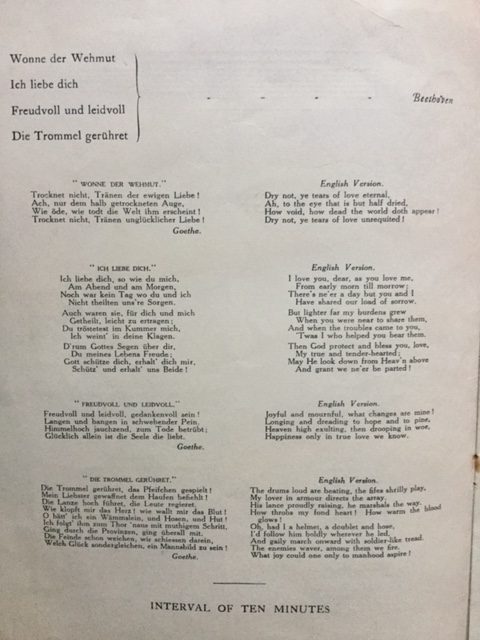 Wonne der Wehmut
Ich liebe dich
Freudvoll und leidvoll
Die Trommel gerührt
- - - - Beethoven
" WONNE DER WEHMUT."
Trocknet nicht, Tränen der ewigen Liebe !
Ach, nur dem halb getrockneten Auge,
Wie öde, wie todt die Welt ihm erscheint !
Trocknet nicht, Tränen unglücklicher Liebe !
Goethe.
English Version.
Dry not, ye tears of love eternal,
Ah, to the eye that is but half dried,
How void, how dead the world doth appear !
Dry not, ye tears of love unrequited !
" ICH LIEBE DICH."
Ich liebe dich, so wie du mich,
Am Abend und am Morgen,
Noch war kein Tag wo du und ich
Nicht theilten uns're Sorgen.
Auch waren sie, für dich und mich
Getheilt, leicht zu ertragen ;
Du tröstetest im Kummer mich,
Ich weint' in deine Klagen.
D'rum Gottes Segen über dir,
Du meines Lebens Freude ;
Gott schütze dich, erhalt' dich mir,
Schütz' und erhalt' uns Beide !
English Version.
I love you, dear, as you love me,
From early morn till morrow ;
There's ne'er a day but you and I
Have shared our load of sorrow.
But lighter far my burdens grew
When you were near to share them,
And when the troubles came to you,
'Twas I who helped you bear them.
Then God protect and bless you, love,
My true and tender-hearted ;
May He look down from Heav'n above
And grant we ne'er be parted !
" FREUDVOLL UND LEIDVOLL."
Freudvoll und leidvoll, gedankenvoll sein !
Langen und bangen in schwebender Pein,
Himmelhoch jauchzend, zum Tode betrübt ;
Glücklich allein ist die Seele die liebt.
Goethe.
English Version.
Joyful and mournful, what changes are mine !
Longing and dreading to hope and to pine,
Heaven high exulting, then drooping in woe,
Happiness only in true love we know.
" DIE TROMMEL GERÜHRET."
Die Trommel gerühret, das Pfeifchen gespielt !
Mein Liebster gewaffnet dem Haufen befiehlt !
Die Lanze hoch führet, die Leute regieret.
Wie klopft mir das Herz ! wie wallt mir das Blut !
O hätt' ich ein Wämmslein, und Hosen, und Hut !
Ich folgt' ihm zum Thor 'naus mit muthigem Schritt,
Ging durch die Provinzen, ging überall mit.
Die Feinde schon weichen, wir schiessen darein,
Welch Glück sondergleichen, ein Mannsbild zu sein !
Goethe.
English Version.
The drums loud are beating, the fifes shrilly play,
My lover in armour directs the array,
His lance proudly raising, he marshals the way.
How throbs my fond heart ! How warm the blood
glows !
Oh, had I a helmet, a doublet and hose,
I'd follow him boldly wherever he led,
And gaily march onward with soldier-like tread.
The enemies waver, among them we fire,
What joy could one only to manhood aspire !
INTERVAL OF TEN MINUTES